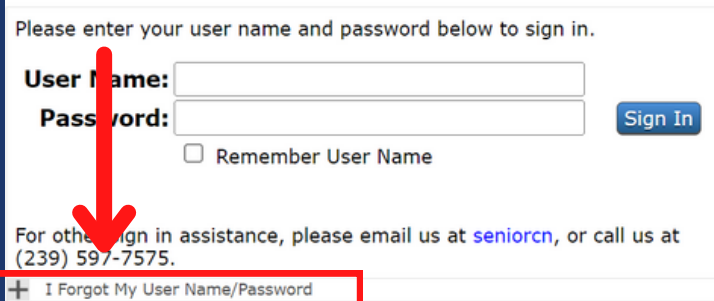 Please enter your user name and password below to sign in.
User Name:
Password:
Sign In
Remember User Name
For other sign in assistance, please email us at seniorcn, or call us at
(239) 597-7575.
I Forgot My User Name/Password